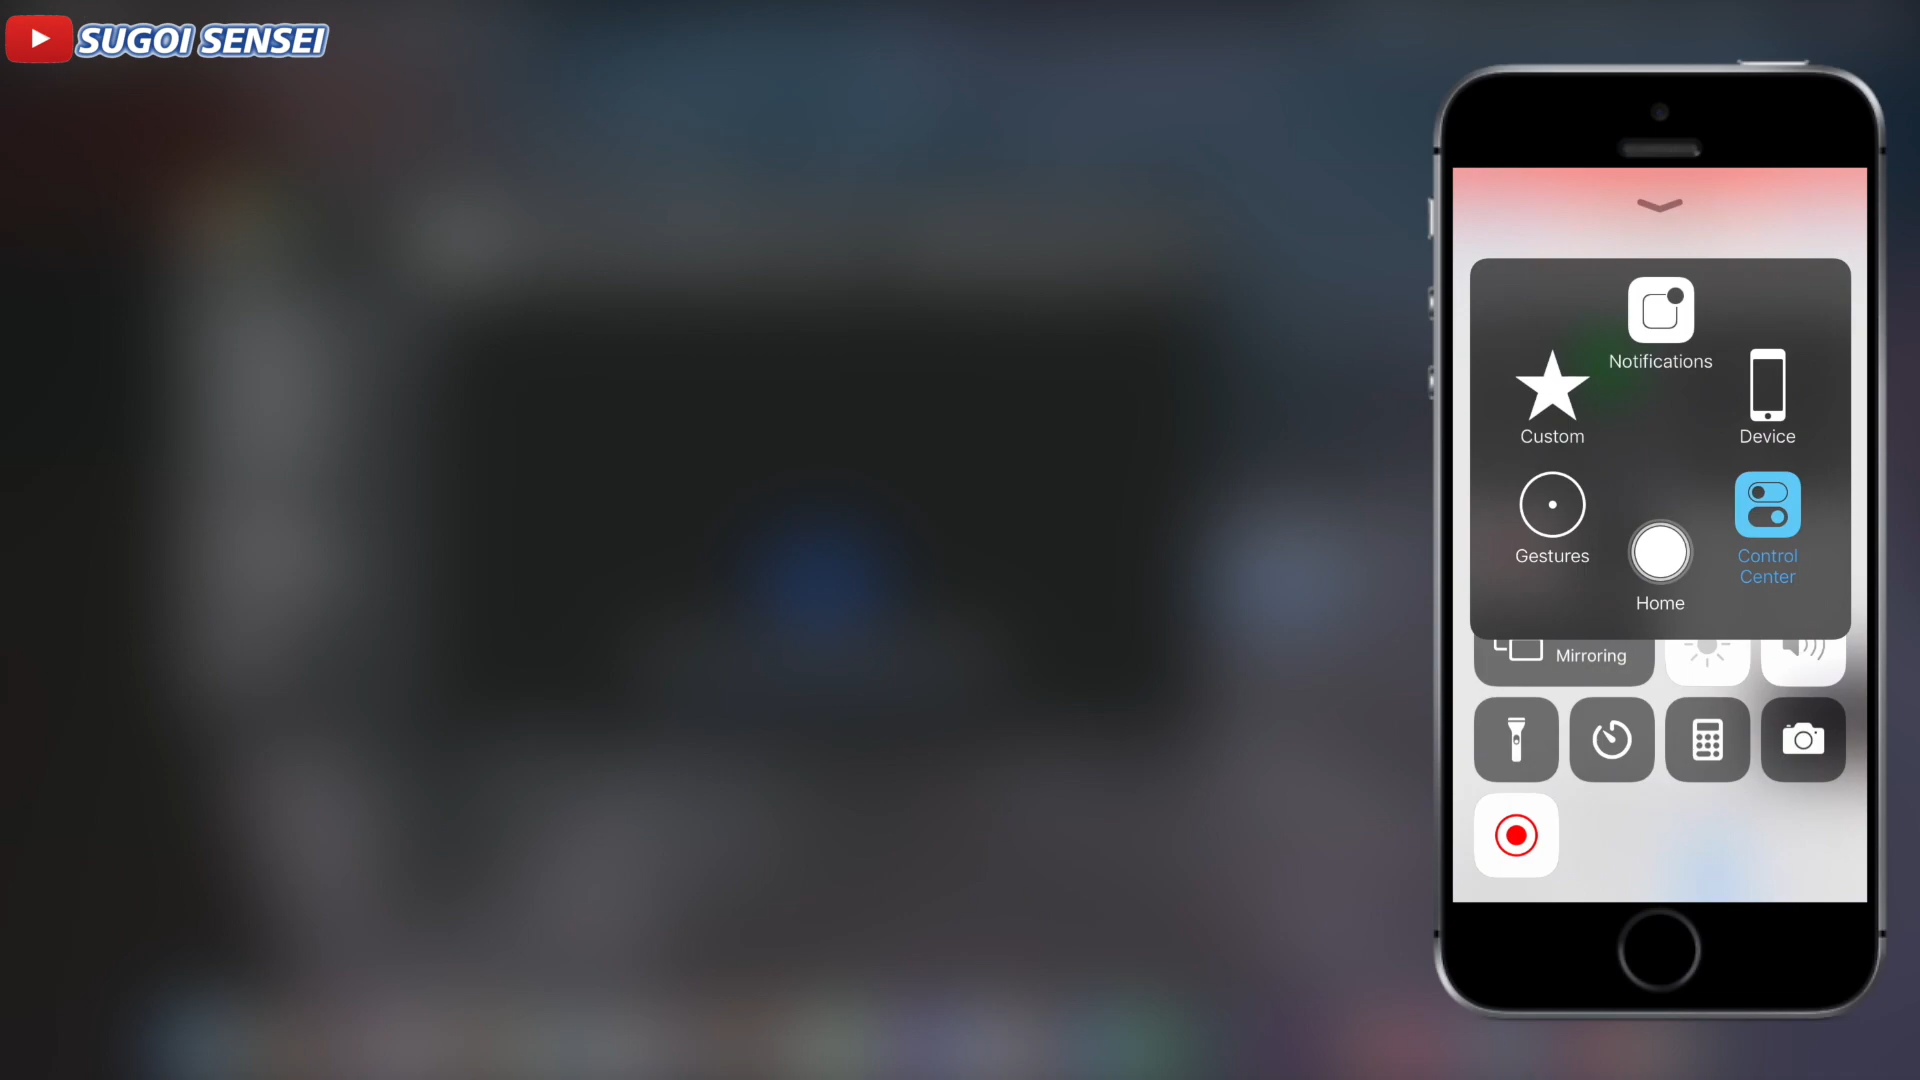 SUGOI SENSEI
Notifications
Custom
Device
Gestures
Control
Center
Home
Mirroring